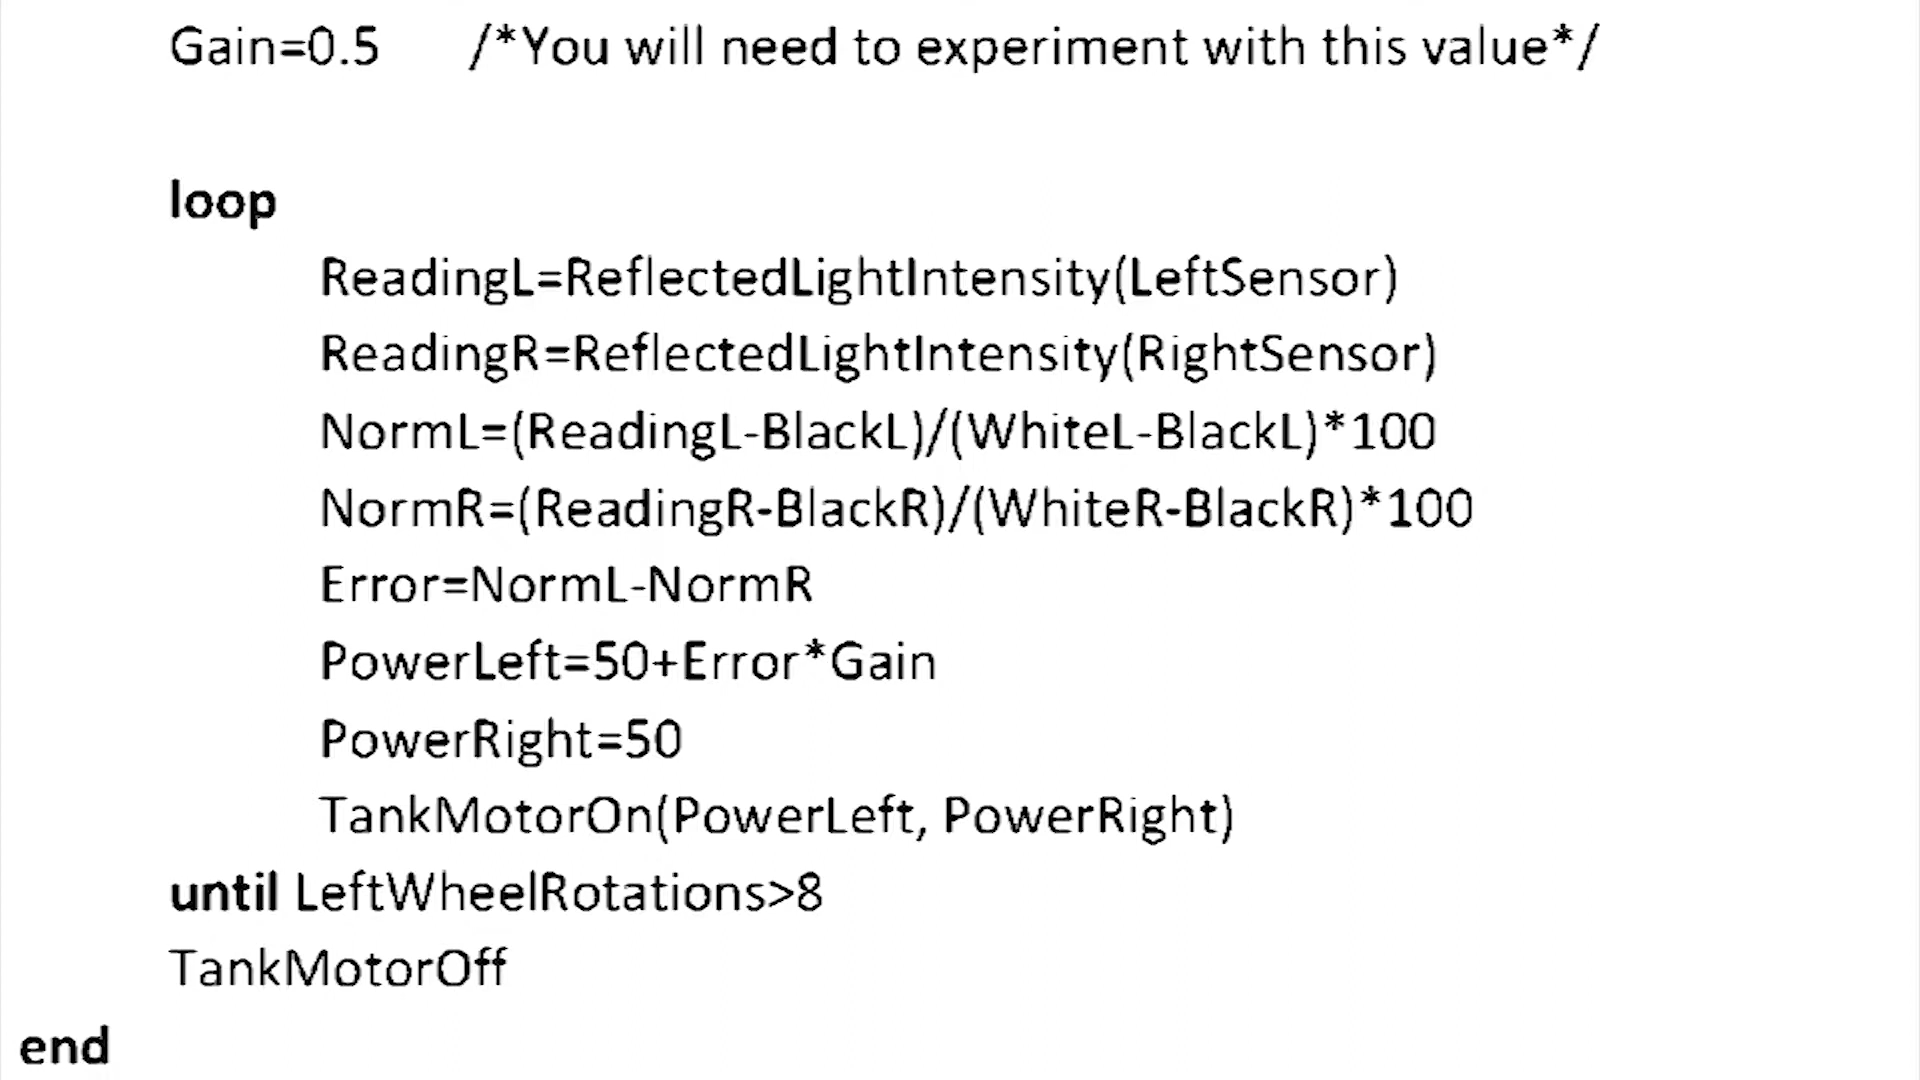 Gain=0.5 /*You will need to experiment with this value*/
loop
ReadingL=ReflectedLightIntensity(LeftSensor)
ReadingR=ReflectedLightIntensity(RightSensor)
NormL=(ReadingL-BlackL)/(WhiteL-BlackL)*100
NormR=(ReadingR-BlackR)/(WhiteR-BlackR)*100
Error=NormL-NormR
PowerLeft=50+Error*Gain
PowerRight=50
TankMotorOn(PowerLeft, PowerRight)
until LeftWheelRotations>8
TankMotorOff
end